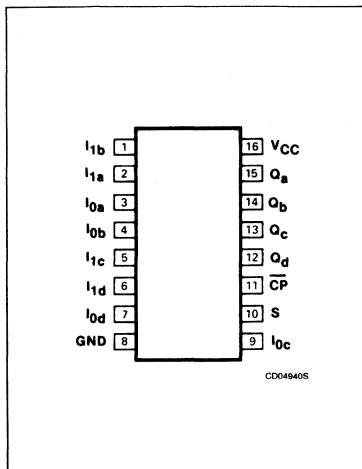 I1b 1 16 VCC
I1a 2 15 Qa
I0a 3 14 Qb
I0b 4 13 Qc
I1c 5 12 Qd
I1d 6 11 C̅P̅
I0d 7 10 S
GND 8 9 I0c
CD04940S